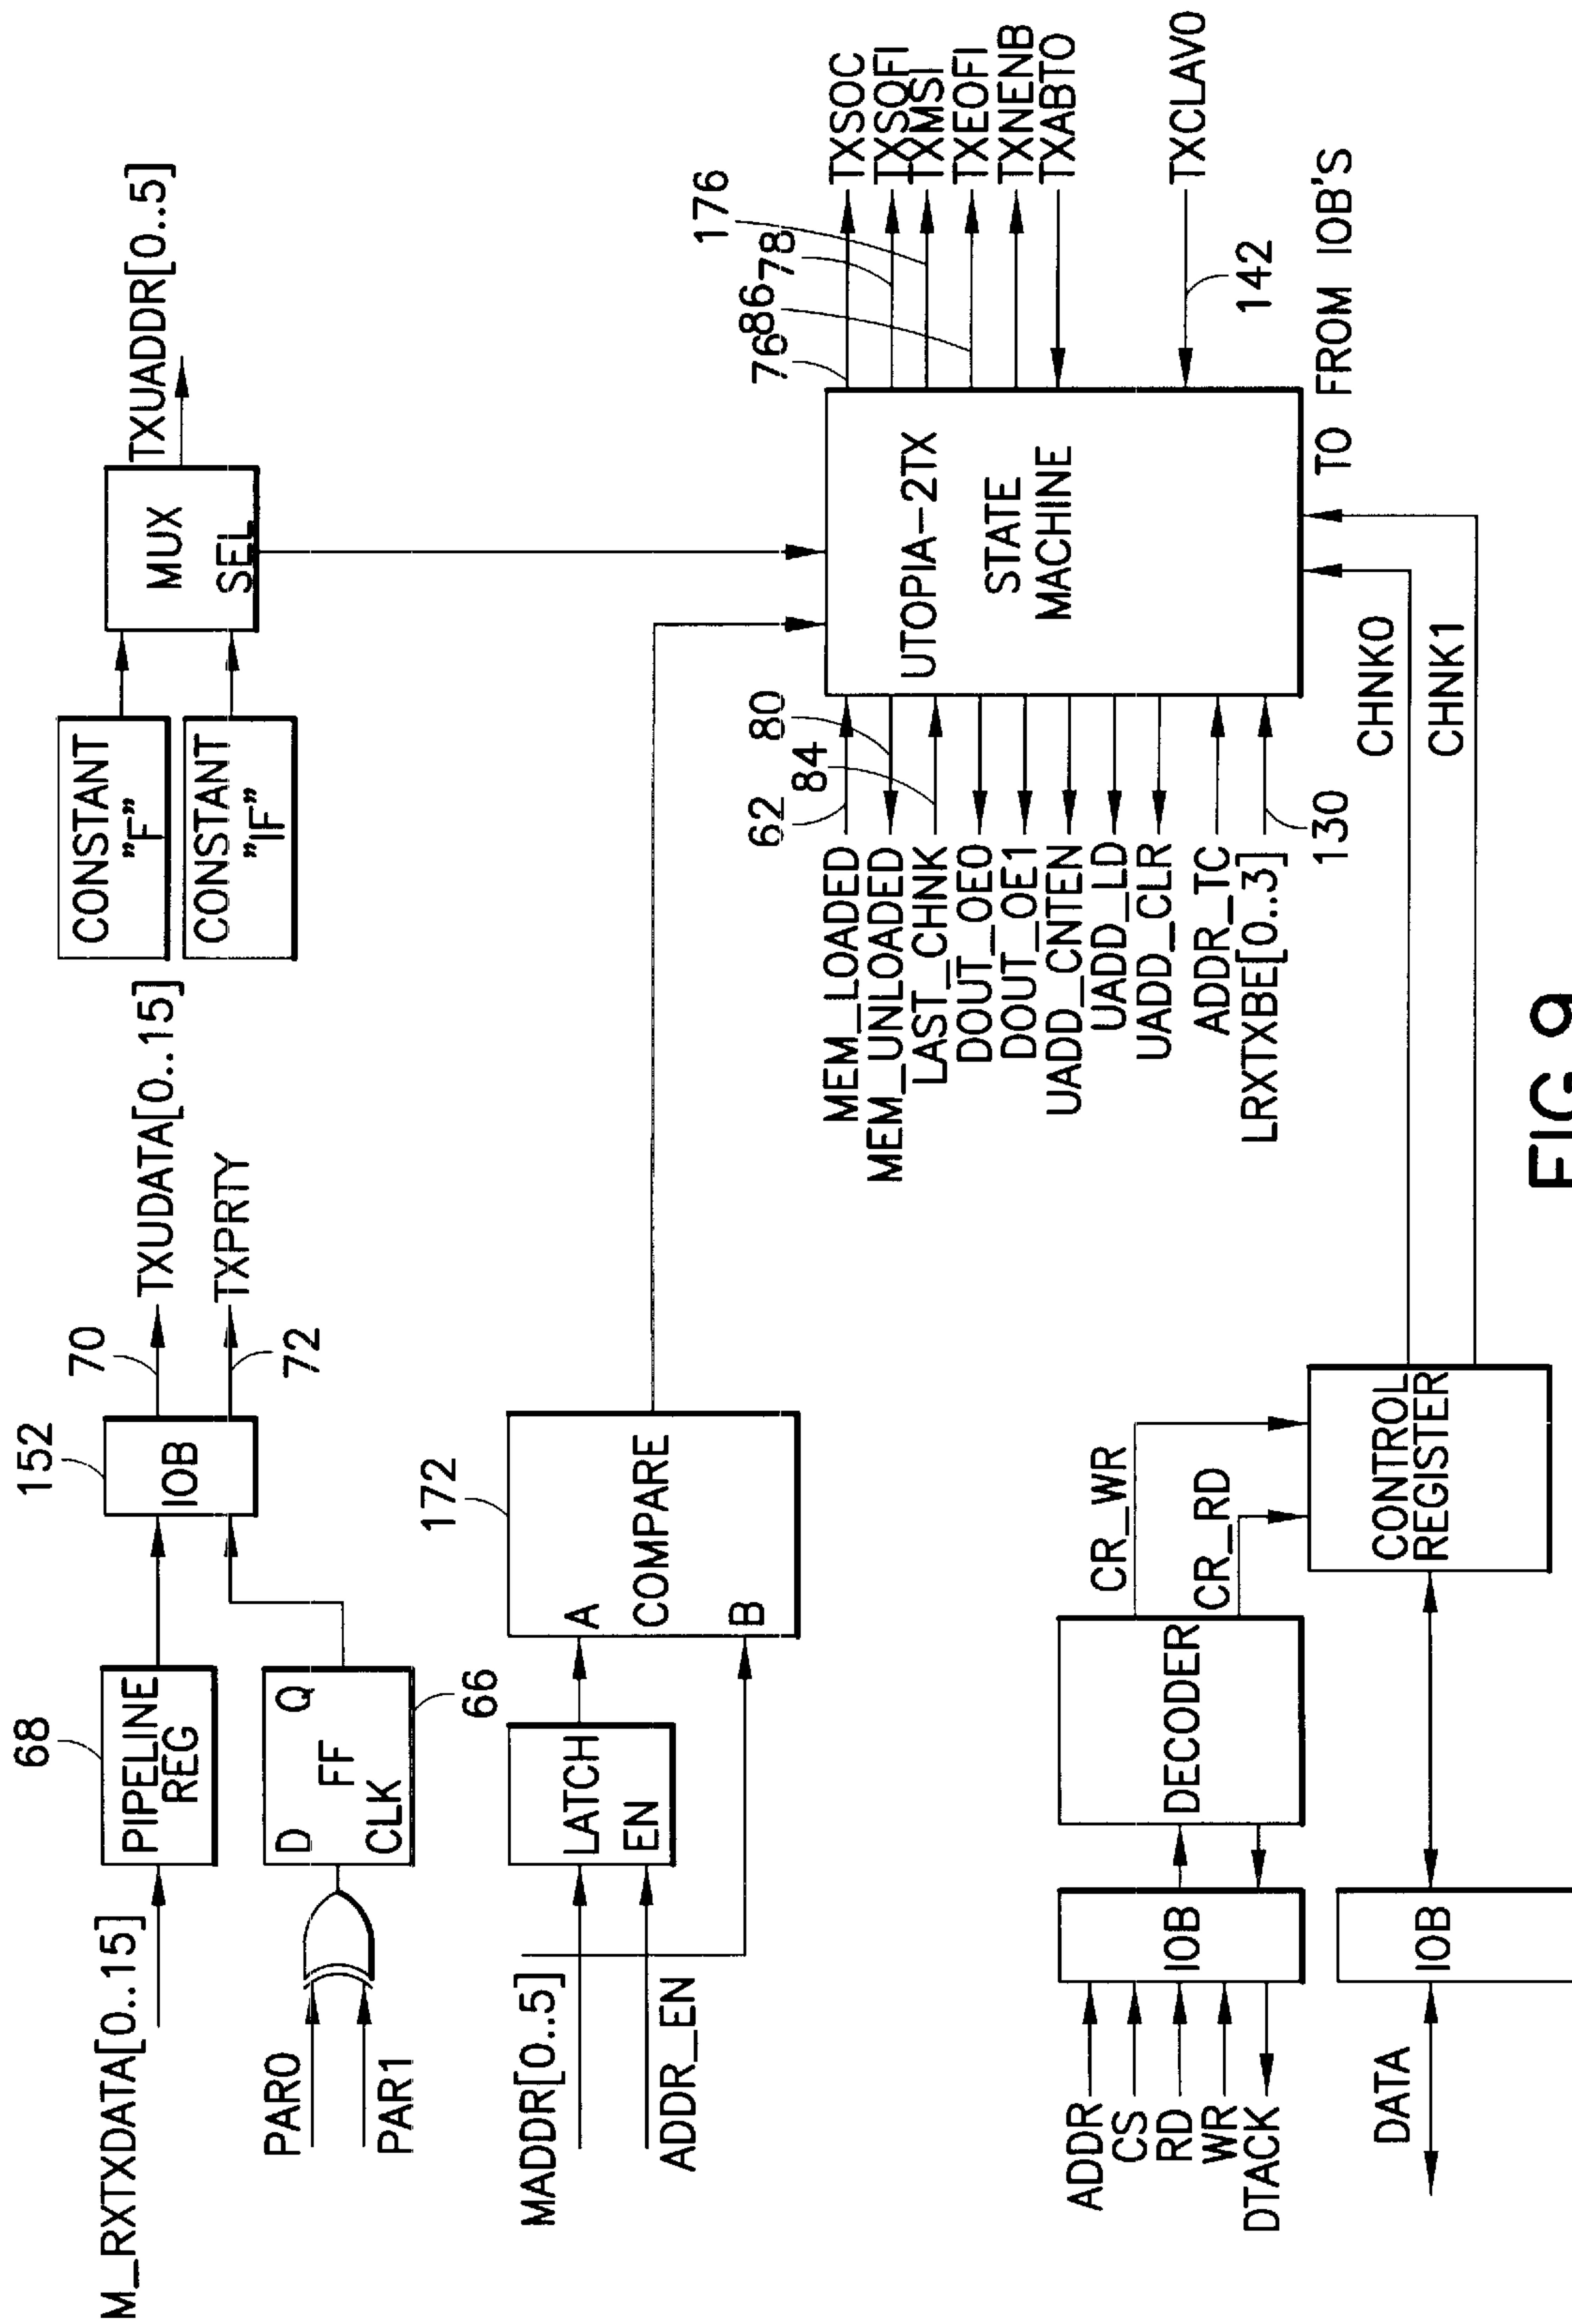 M_RXTXDATA[0..15]
68
PIPELINE
REG
152
IOB
70
TXUDATA[0..15]
72
TXPRTY
PAR0
PAR1
D Q
FF
CLK
66
CONSTANT
"F"
CONSTANT
"IF"
MUX
SEL
TXUADDR[0..5]
MADDR[0..5]
ADDR_EN
LATCH
EN
172
A
COMPARE
B
MEM_LOADED
MEM_UNLOADED
LAST_CHNK
DOUT_OE0
DOUT_OE1
UADD_CNTEN
UADD_LD
UADD_CLR
ADDR_TC
LRXTXBE[0..3]
62
80
84
130
UTOPIA-2TX
STATE
MACHINE
76
86
78
176
TXSOC
TXSOFI
TXMSI
TXEOFI
TXNENB
TXABTO
TXCLAV0
142
ADDR
CS
RD
WR
DTACK
IOB
DECODER
CR_WR
CR_RD
CONTROL
REGISTER
CHNK0
CHNK1
TO FROM IOB'S
DATA
IOB
FIG.9